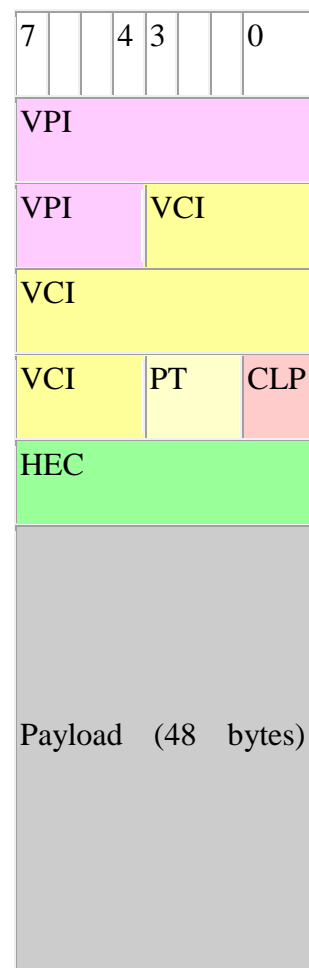 7 4 3 0
VPI
VPI VCI
VCI
VCI PT CLP
HEC
Payload (48 bytes)